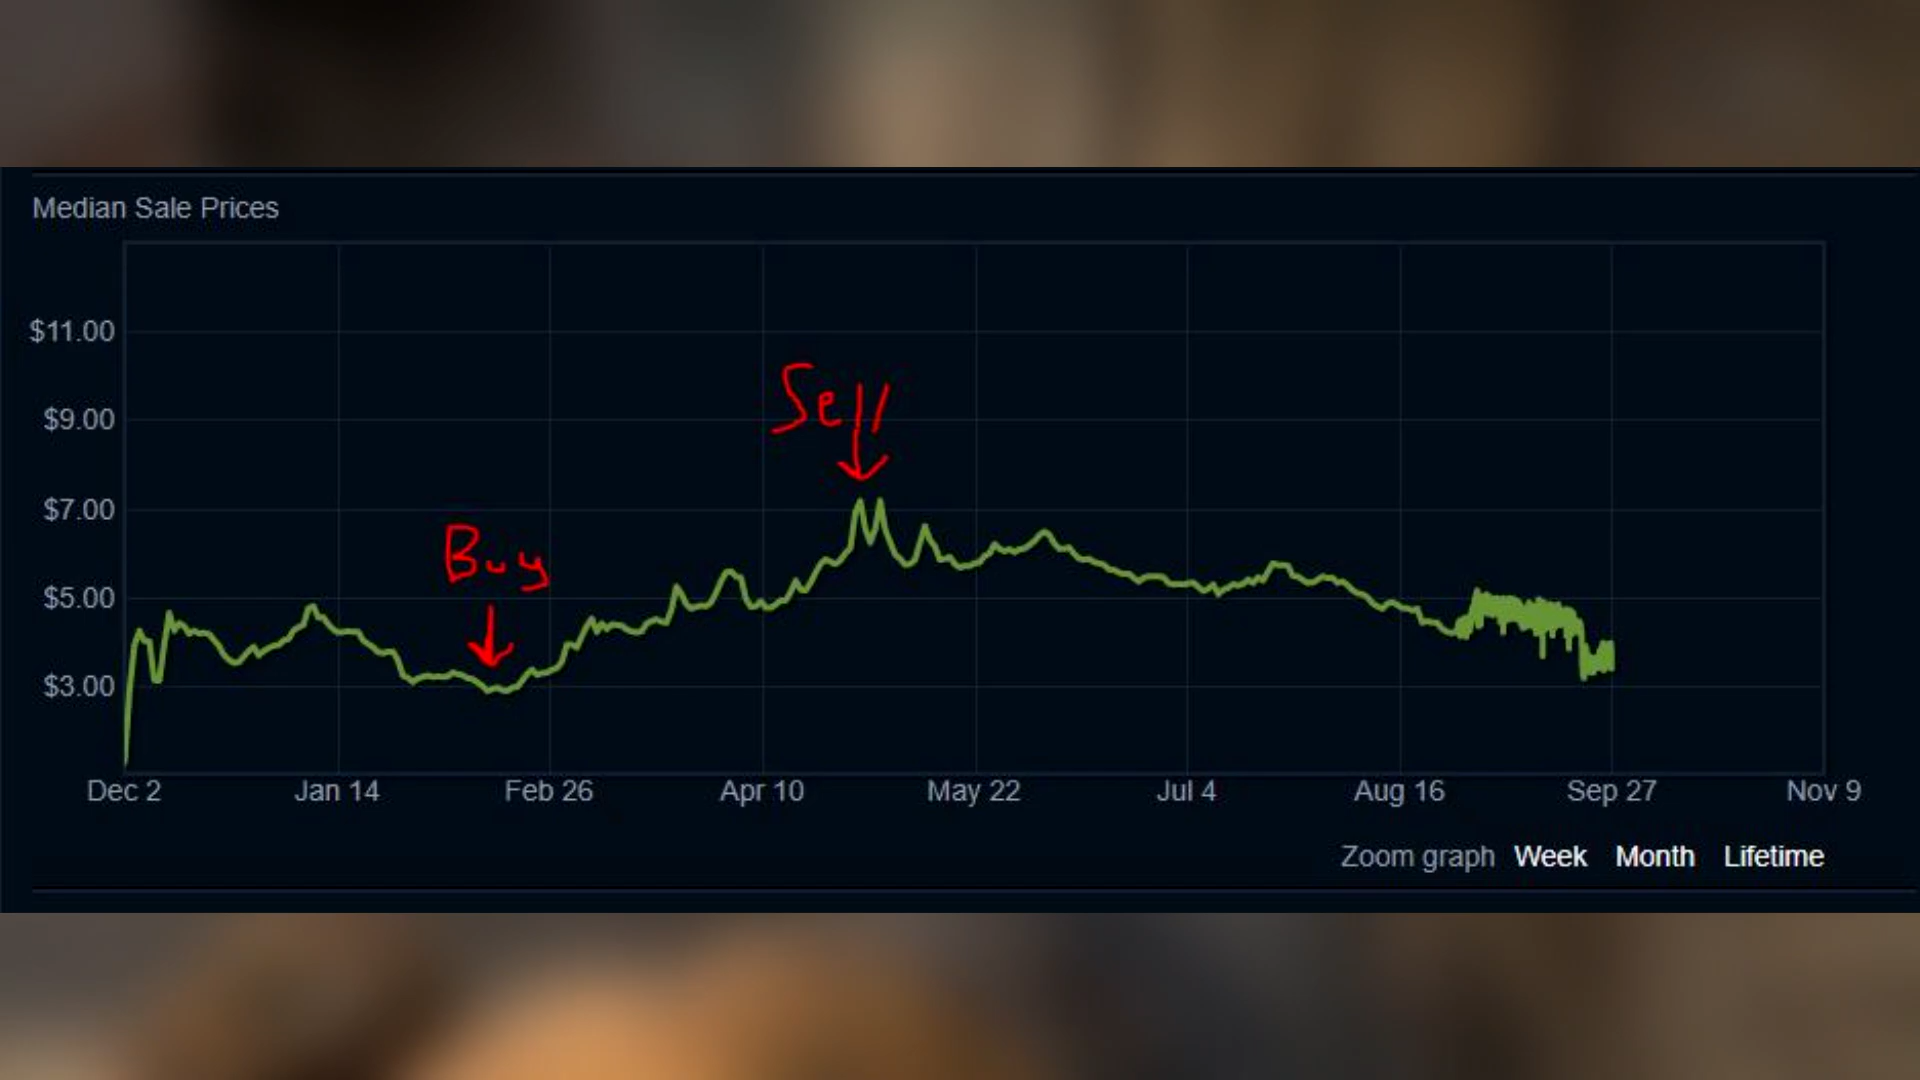 Median Sale Prices
$11.00
Sell
$9.00
$7.00
Buy
$5.00
$3.00
Dec 2 Jan 14 Feb 26 Apr 10 May 22 Jul 4 Aug 16 Sep 27 Nov 9
Zoom graph Week Month Lifetime